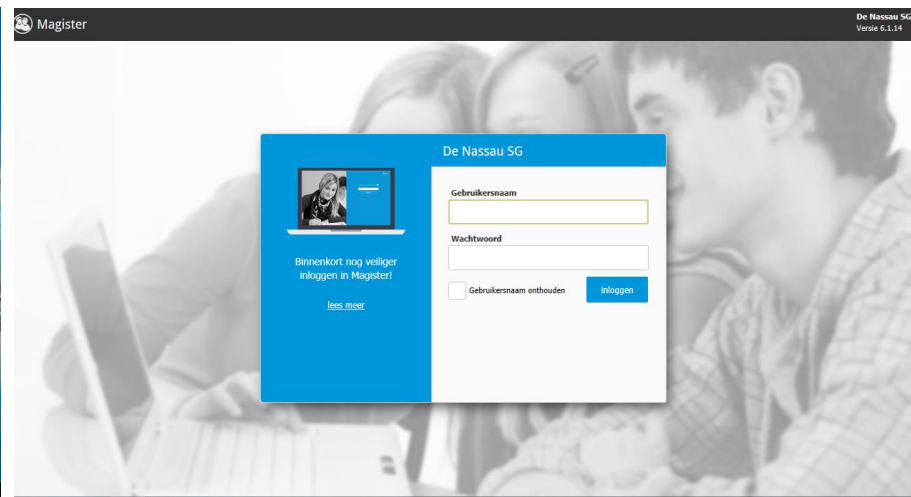 Magister
De Nassau SG
Versie 6.1.14
De Nassau SG
Gebruikersnaam
Wachtwoord
Gebruikersnaam onthouden
inloggen
Binnenkort nog veiliger
inloggen in Magister!
lees meer